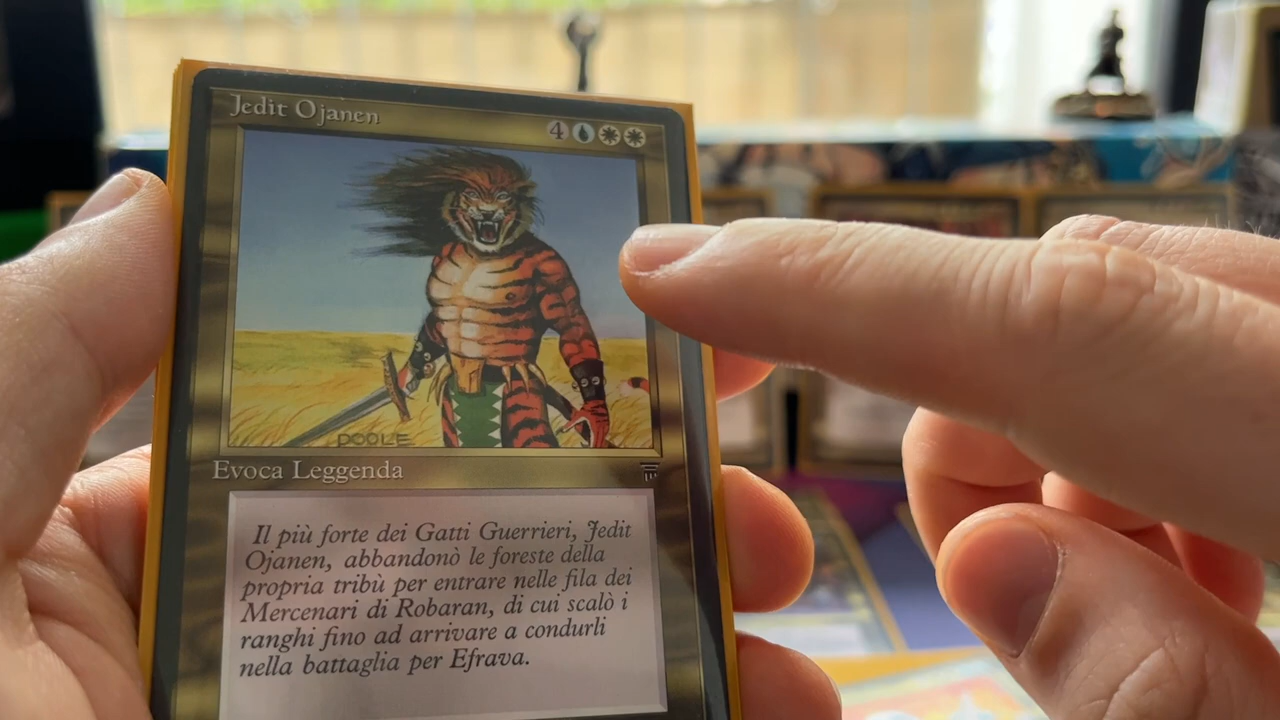 Jedit Ojanen
4
POOLE
Evoca Leggenda
Il più forte dei Gatti Guerrieri, Jedit
Ojanen, abbandonò le foreste della
propria tribù per entrare nelle fila dei
Mercenari di Robaran, di cui scalò i
ranghi fino ad arrivare a condurli
nella battaglia per Efrava.